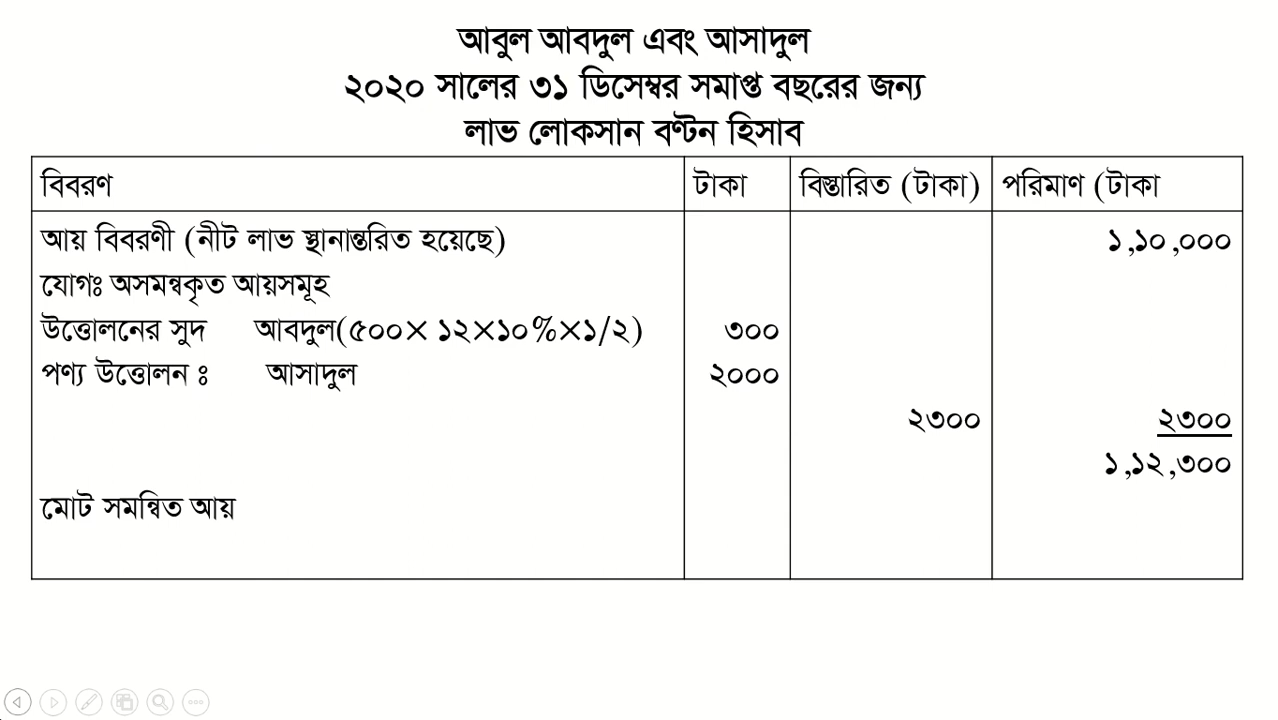 আবুল আবদুল এবং আসাদুল
২০২০ সালের ৩১ ডিসেম্বর সমাপ্ত বছরের জন্য
লাভ লোকসান বণ্টন হিসাব
বিবরণ টাকা বিস্তারিত (টাকা) পরিমাণ (টাকা
আয় বিবরণী (নীট লাভ স্থানান্তরিত হয়েছে) ১,১০,০০০
যোগঃ অসমন্বকৃত আয়সমূহ
উত্তোলনের সুদ আবদুল(৫০০× ১২×১০%×১/২) ৩০০
পণ্য উত্তোলন ঃ আসাদুল ২০০০
২৩০০ ২৩০০
১,১২,৩০০
মোট সমন্বিত আয়